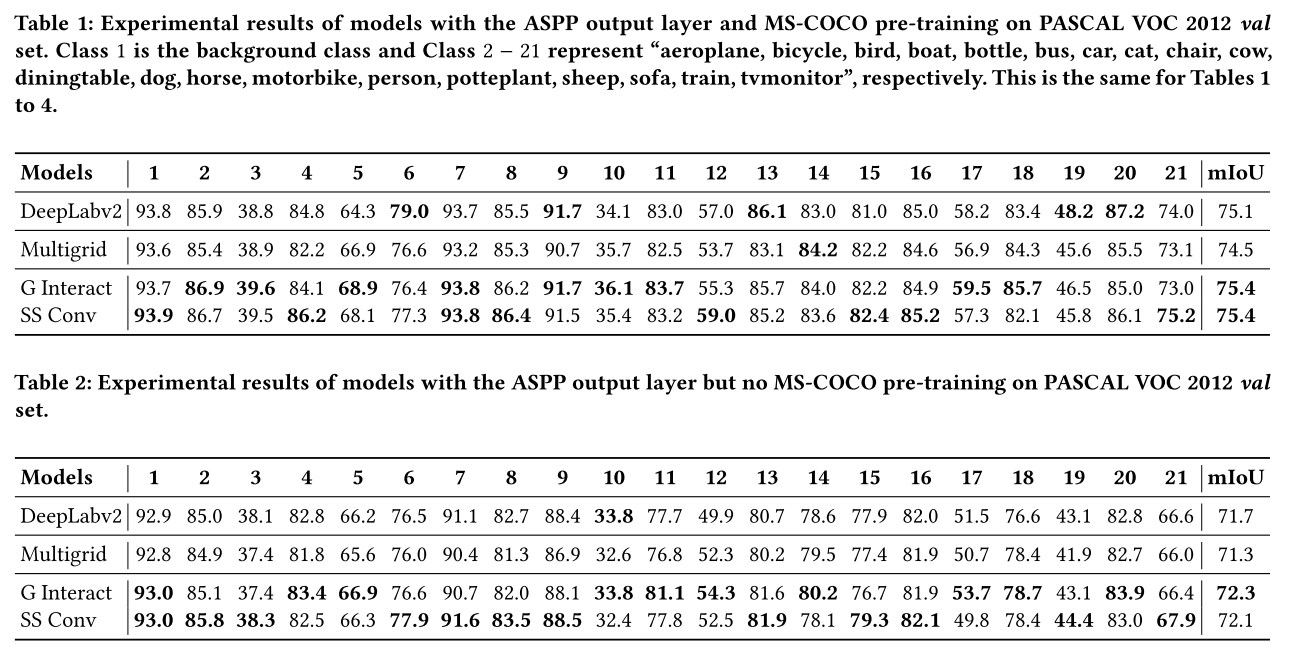 Table 1: Experimental results of models with the ASPP output layer and MS-COCO pre-training on PASCAL VOC 2012 val
set. Class 1 is the background class and Class 2 − 21 represent “aeroplane, bicycle, bird, boat, bottle, bus, car, cat, chair, cow,
diningtable, dog, horse, motorbike, person, potteplant, sheep, sofa, train, tvmonitor”, respectively. This is the same for Tables 1
to 4.
Models 1 2 3 4 5 6 7 8 9 10 11 12 13 14 15 16 17 18 19 20 21 mIoU
DeepLabv2 93.8 85.9 38.8 84.8 64.3 79.0 93.7 85.5 91.7 34.1 83.0 57.0 86.1 83.0 81.0 85.0 58.2 83.4 48.2 87.2 74.0 75.1
Multigrid 93.6 85.4 38.9 82.2 66.9 76.6 93.2 85.3 90.7 35.7 82.5 53.7 83.1 84.2 82.2 84.6 56.9 84.3 45.6 85.5 73.1 74.5
G Interact 93.7 86.9 39.6 84.1 68.9 76.4 93.8 86.2 91.7 36.1 83.7 55.3 85.7 84.0 82.2 84.9 59.5 85.7 46.5 85.0 73.0 75.4
SS Conv 93.9 86.7 39.5 86.2 68.1 77.3 93.8 86.4 91.5 35.4 83.2 59.0 85.2 83.6 82.4 85.2 57.3 82.1 45.8 86.1 75.2 75.4
Table 2: Experimental results of models with the ASPP output layer but no MS-COCO pre-training on PASCAL VOC 2012 val
set.
Models 1 2 3 4 5 6 7 8 9 10 11 12 13 14 15 16 17 18 19 20 21 mIoU
DeepLabv2 92.9 85.0 38.1 82.8 66.2 76.5 91.1 82.7 88.4 33.8 77.7 49.9 80.7 78.6 77.9 82.0 51.5 76.6 43.1 82.8 66.6 71.7
Multigrid 92.8 84.9 37.4 81.8 65.6 76.0 90.4 81.3 86.9 32.6 76.8 52.3 80.2 79.5 77.4 81.9 50.7 78.4 41.9 82.7 66.0 71.3
G Interact 93.0 85.1 37.4 83.4 66.9 76.6 90.7 82.0 88.1 33.8 81.1 54.3 81.6 80.2 76.7 81.9 53.7 78.7 43.1 83.9 66.4 72.3
SS Conv 93.0 85.8 38.3 82.5 66.3 77.9 91.6 83.5 88.5 32.4 77.8 52.5 81.9 78.1 79.3 82.1 49.8 78.4 44.4 83.0 67.9 72.1